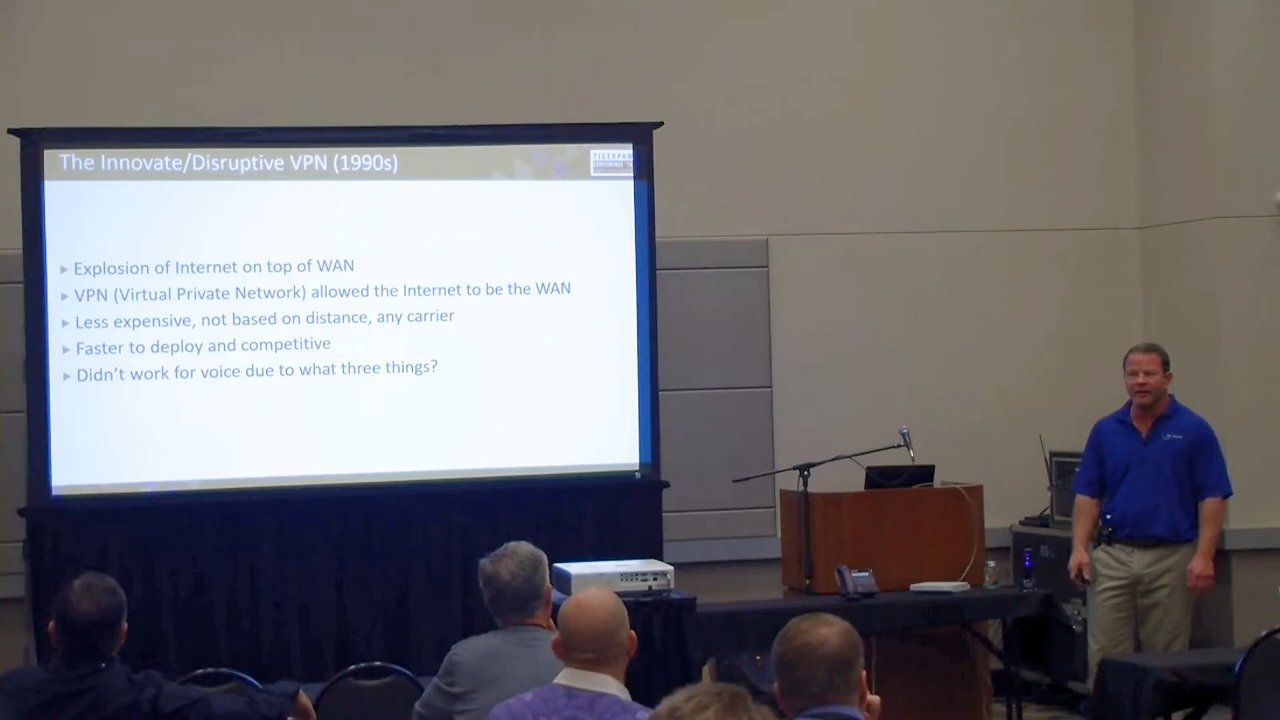 The Innovate/Disruptive VPN (1990s)
TIGERPAW
CONFERENCE
▸ Explosion of Internet on top of WAN
▸ VPN (Virtual Private Network) allowed the Internet to be the WAN
▸ Less expensive, not based on distance, any carrier
▸ Faster to deploy and competitive
▸ Didn't work for voice due to what three things?